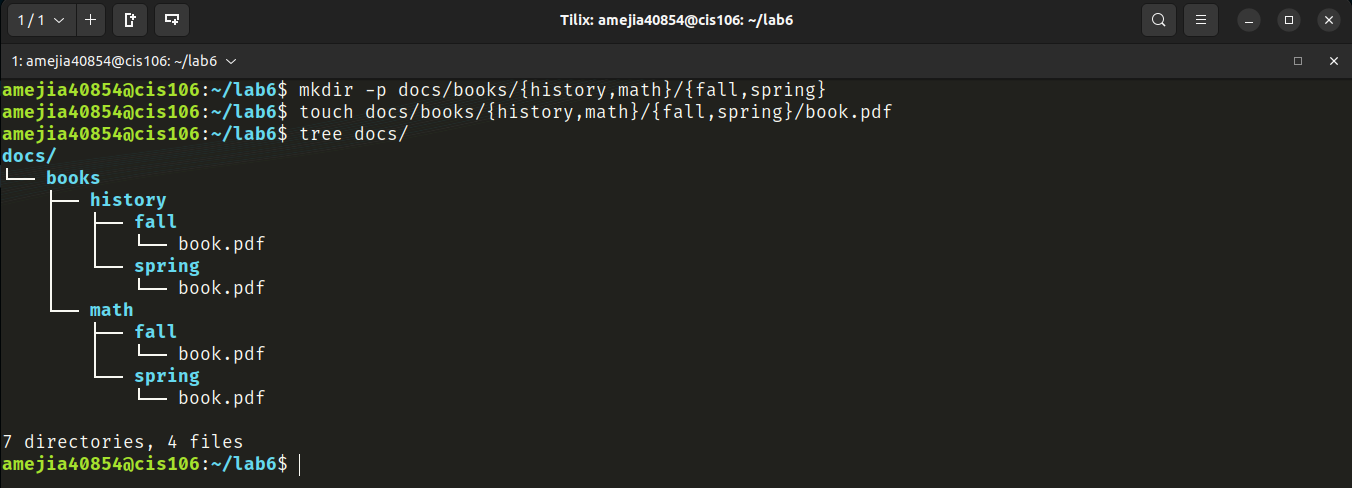 1 / 1
Tilix: amejia40854@cis106: ~/lab6
1: amejia40854@cis106: ~/lab6
amejia40854@cis106:~/lab6$ mkdir -p docs/books/{history,math}/{fall,spring}
amejia40854@cis106:~/lab6$ touch docs/books/{history,math}/{fall,spring}/book.pdf
amejia40854@cis106:~/lab6$ tree docs/
docs/
└── books
    ├── history
    │   ├── fall
    │   │   └── book.pdf
    │   └── spring
    │       └── book.pdf
    └── math
        ├── fall
        │   └── book.pdf
        └── spring
            └── book.pdf
7 directories, 4 files
amejia40854@cis106:~/lab6$